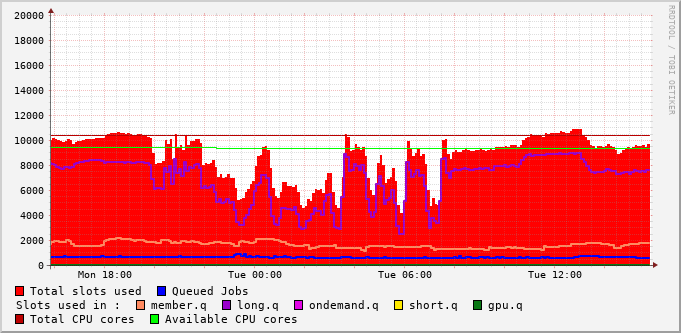 20000
18000
16000
14000
12000
10000
8000
6000
4000
2000
0
Mon 18:00 Tue 00:00 Tue 06:00 Tue 12:00
RRDTOOL / TOBI OETIKER
Total slots used Queued Jobs
Slots used in : member.q long.q ondemand.q short.q gpu.q
Total CPU cores Available CPU cores